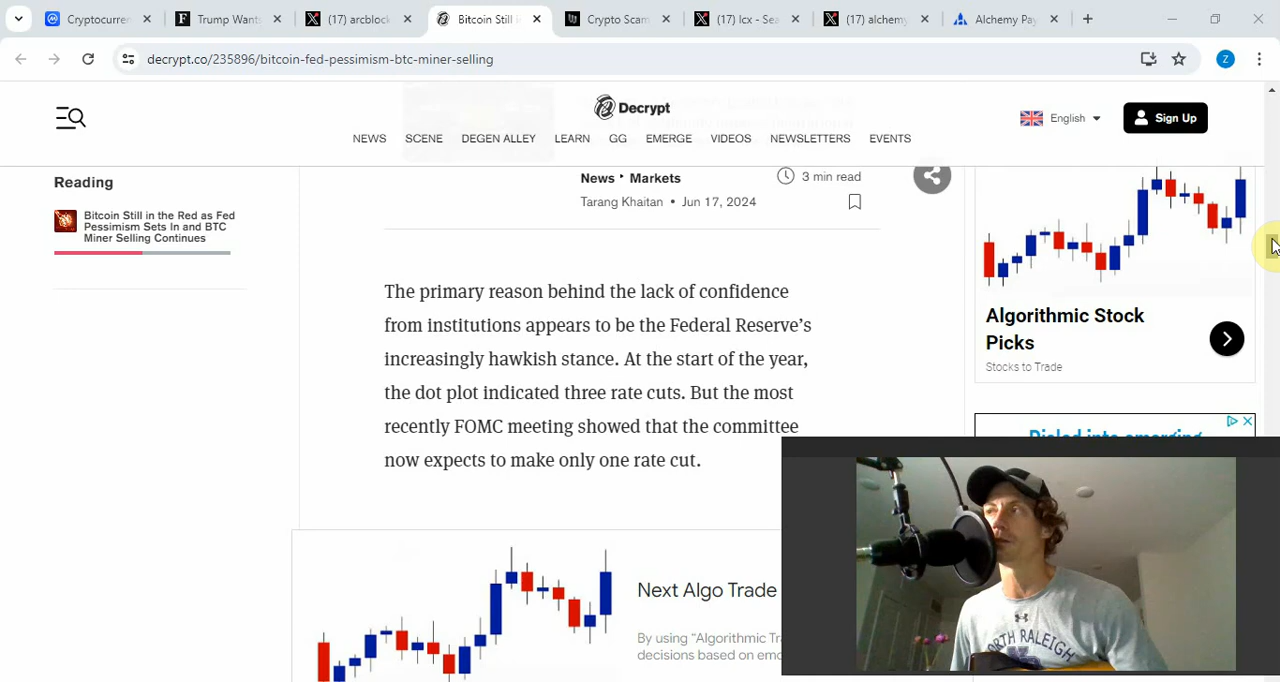 Cryptocurren
Trump Wants
(17) arcblock
Bitcoin Still i
Crypto Scam
(17) lcx - Sea
(17) alchemy
Alchemy Pay
decrypt.co/235896/bitcoin-fed-pessimism-btc-miner-selling
Z
Decrypt
English
Sign Up
NEWS SCENE DEGEN ALLEY LEARN GG EMERGE VIDEOS NEWSLETTERS EVENTS
Reading
Bitcoin Still in the Red as Fed
Pessimism Sets In and BTC
Miner Selling Continues
News • Markets
3 min read
Tarang Khaitan • Jun 17, 2024
The primary reason behind the lack of confidence
from institutions appears to be the Federal Reserve's
increasingly hawkish stance. At the start of the year,
the dot plot indicated three rate cuts. But the most
recently FOMC meeting showed that the committee
now expects to make only one rate cut.
Algorithmic Stock
Picks
Stocks to Trade
Next Algo Trade
By using "Algorithmic Tra
decisions based on emo
NORTH RALEIGH